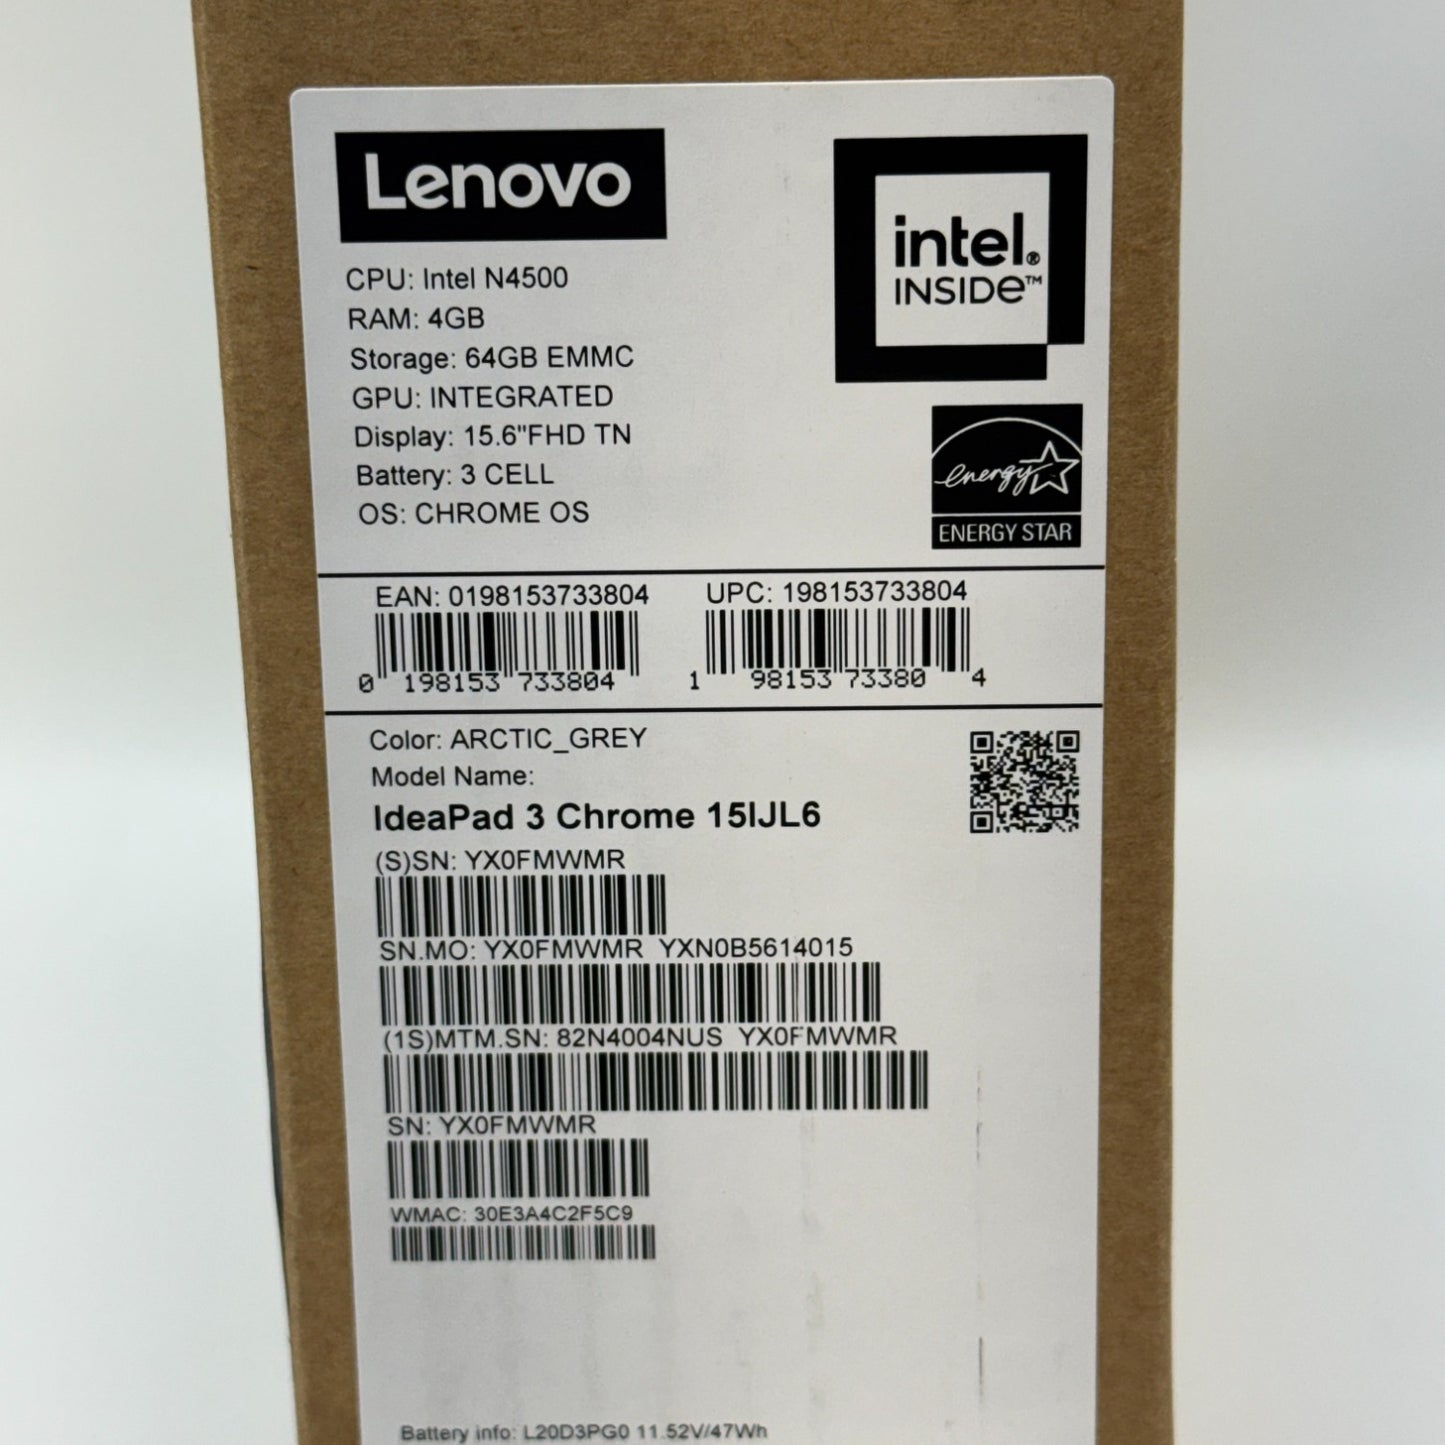 Lenovo
intel®
INSIDE™
CPU: Intel N4500
RAM: 4GB
Storage: 64GB EMMC
GPU: INTEGRATED
Display: 15.6"FHD TN
Battery: 3 CELL
OS: CHROME OS
energy
ENERGY STAR
EAN: 0198153733804
UPC: 198153733804
0 198153 733804
1 98153 73380 4
Color: ARCTIC_GREY
Model Name:
IdeaPad 3 Chrome 15IJL6
(S)SN: YX0FMWMR
SN.MO: YX0FMWMR YXN0B5614015
(1S)MTM.SN: 82N4004NUS YX0FMWMR
SN: YX0FMWMR
WMAC: 30E3A4C2F5C9
Battery info: L20D3PG0 11.52V/47Wh